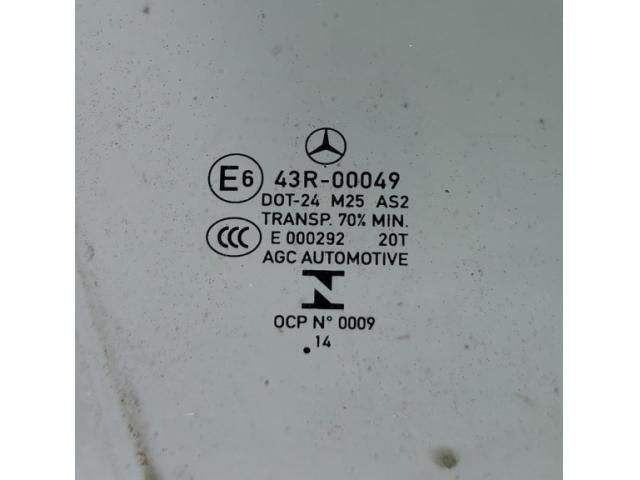 E6 43R-00049
DOT-24 M25 AS2
TRANSP. 70% MIN.
CCC E 000292 20T
AGC AUTOMOTIVE
N
OCP N° 0009
.14